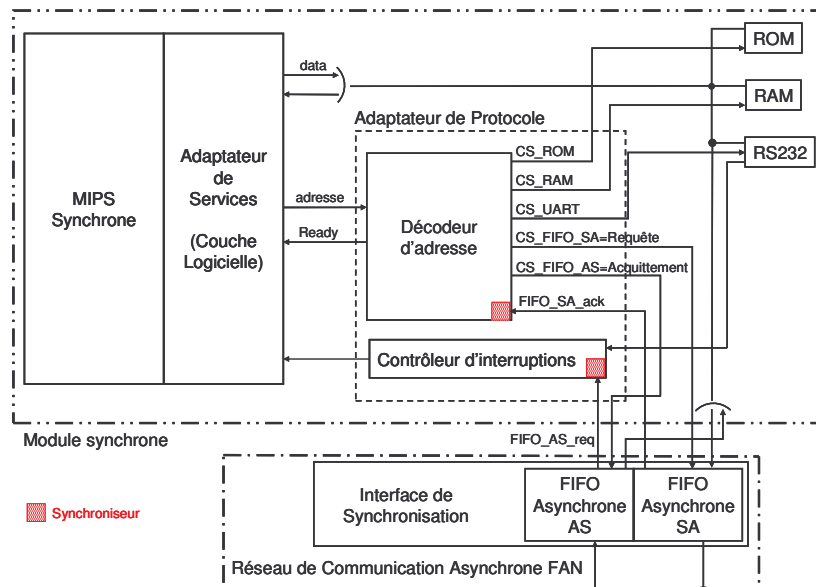 ROM
RAM
RS232
data
Adaptateur de Protocole
MIPS
Synchrone
Adaptateur
de
Services
(Couche
Logicielle)
adresse
Ready
Décodeur
d'adresse
CS_ROM
CS_RAM
CS_UART
CS_FIFO_SA=Requête
CS_FIFO_AS=Acquittement
FIFO_SA_ack
Contrôleur d'interruptions
Module synchrone
FIFO_AS_req
Synchroniseur
Interface de
Synchronisation
FIFO
Asynchrone
AS
FIFO
Asynchrone
SA
Réseau de Communication Asynchrone FAN